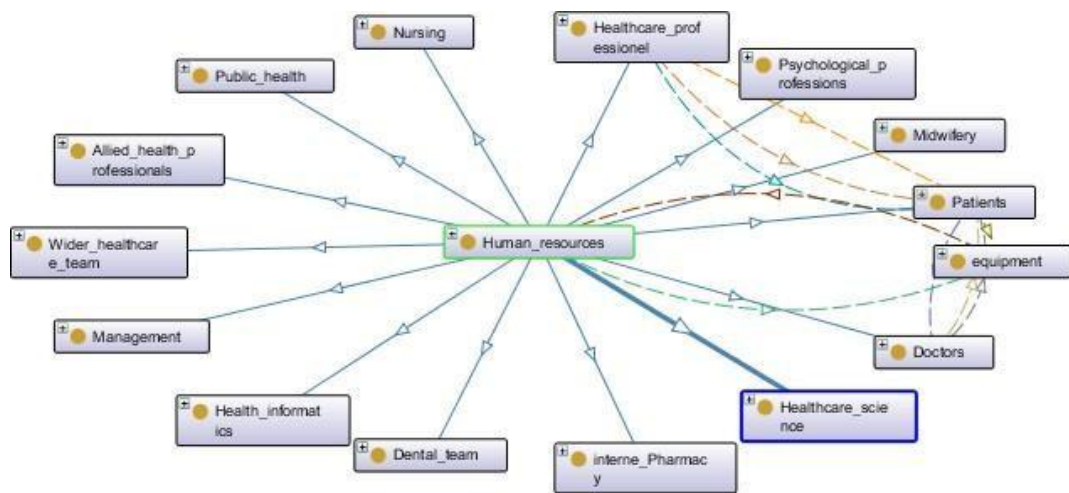 Nursing
Healthcare_prof
essionel
Public_health
Psychological_p
rofessions
Allied_health_p
rofessionals
Midwifery
Patients
Wider_healthcar
e_team
Human_resources
equipment
Management
Doctors
Health_informat
ics
Healthcare_scie
nce
Dental_team
interne_Pharmac
y